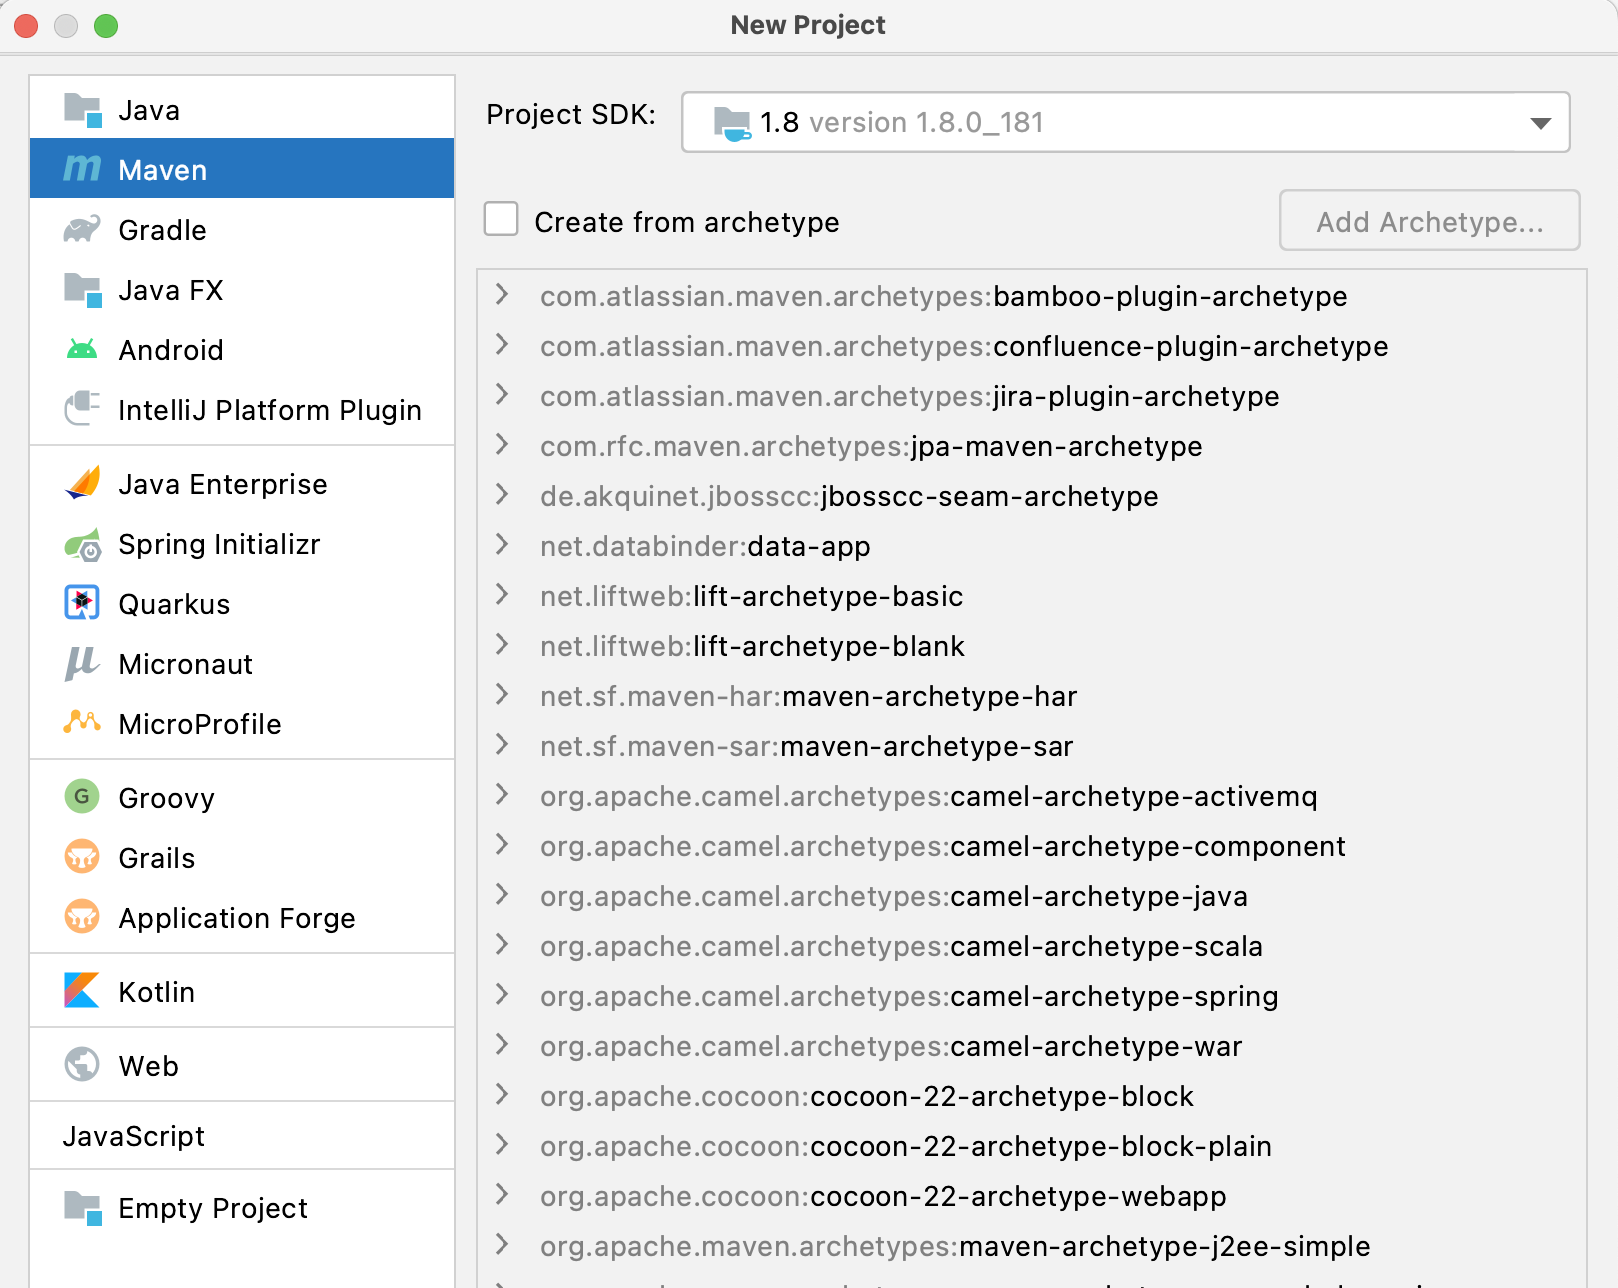 New Project
Java
Maven
Gradle
Java FX
Android
IntelliJ Platform Plugin
Java Enterprise
Spring Initializr
Quarkus
Micronaut
MicroProfile
G Groovy
Grails
Application Forge
Kotlin
Web
JavaScript
Empty Project
Project SDK: 1.8 version 1.8.0_181
Create from archetype
Add Archetype...
com.atlassian.maven.archetypes:bamboo-plugin-archetype
com.atlassian.maven.archetypes:confluence-plugin-archetype
com.atlassian.maven.archetypes:jira-plugin-archetype
com.rfc.maven.archetypes:jpa-maven-archetype
de.akquinet.jbosscc:jbosscc-seam-archetype
net.databinder:data-app
net.liftweb:lift-archetype-basic
net.liftweb:lift-archetype-blank
net.sf.maven-har:maven-archetype-har
net.sf.maven-sar:maven-archetype-sar
org.apache.camel.archetypes:camel-archetype-activemq
org.apache.camel.archetypes:camel-archetype-component
org.apache.camel.archetypes:camel-archetype-java
org.apache.camel.archetypes:camel-archetype-scala
org.apache.camel.archetypes:camel-archetype-spring
org.apache.camel.archetypes:camel-archetype-war
org.apache.cocoon:cocoon-22-archetype-block
org.apache.cocoon:cocoon-22-archetype-block-plain
org.apache.cocoon:cocoon-22-archetype-webapp
org.apache.maven.archetypes:maven-archetype-j2ee-simple